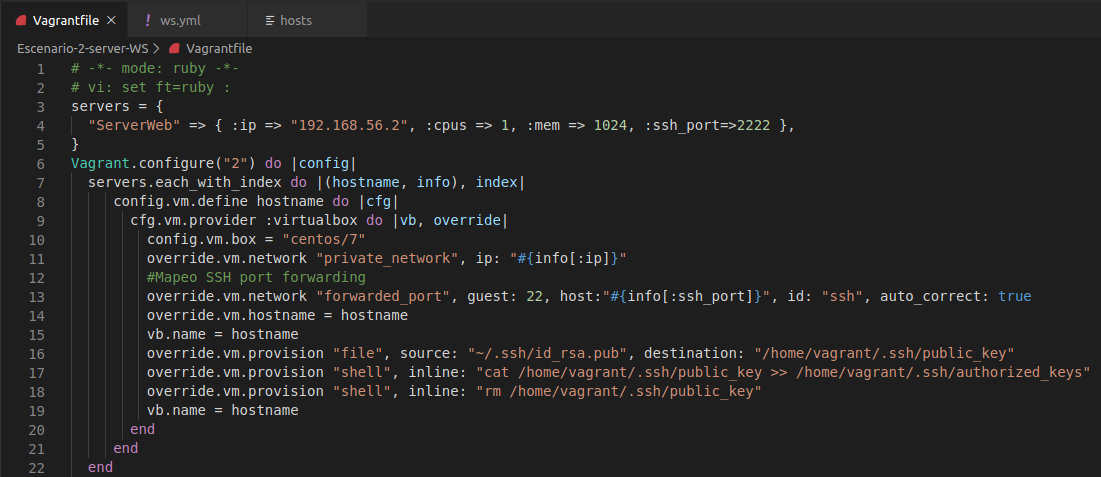 Vagrantfile × ! ws.yml hosts
Escenario-2-server-WS > Vagrantfile
1 # -*- mode: ruby -*-
2 # vi: set ft=ruby :
3 servers = {
4 "ServerWeb" => { :ip => "192.168.56.2", :cpus => 1, :mem => 1024, :ssh_port=>2222 },
5 }
6 Vagrant.configure("2") do |config|
7 servers.each_with_index do |(hostname, info), index|
8 config.vm.define hostname do |cfg|
9 cfg.vm.provider :virtualbox do |vb, override|
10 config.vm.box = "centos/7"
11 override.vm.network "private_network", ip: "#{info[:ip]}"
12 #Mapeo SSH port forwarding
13 override.vm.network "forwarded_port", guest: 22, host:"#{info[:ssh_port]}", id: "ssh", auto_correct: true
14 override.vm.hostname = hostname
15 vb.name = hostname
16 override.vm.provision "file", source: "~/.ssh/id_rsa.pub", destination: "/home/vagrant/.ssh/public_key"
17 override.vm.provision "shell", inline: "cat /home/vagrant/.ssh/public_key >> /home/vagrant/.ssh/authorized_keys"
18 override.vm.provision "shell", inline: "rm /home/vagrant/.ssh/public_key"
19 vb.name = hostname
20 end
21 end
22 end